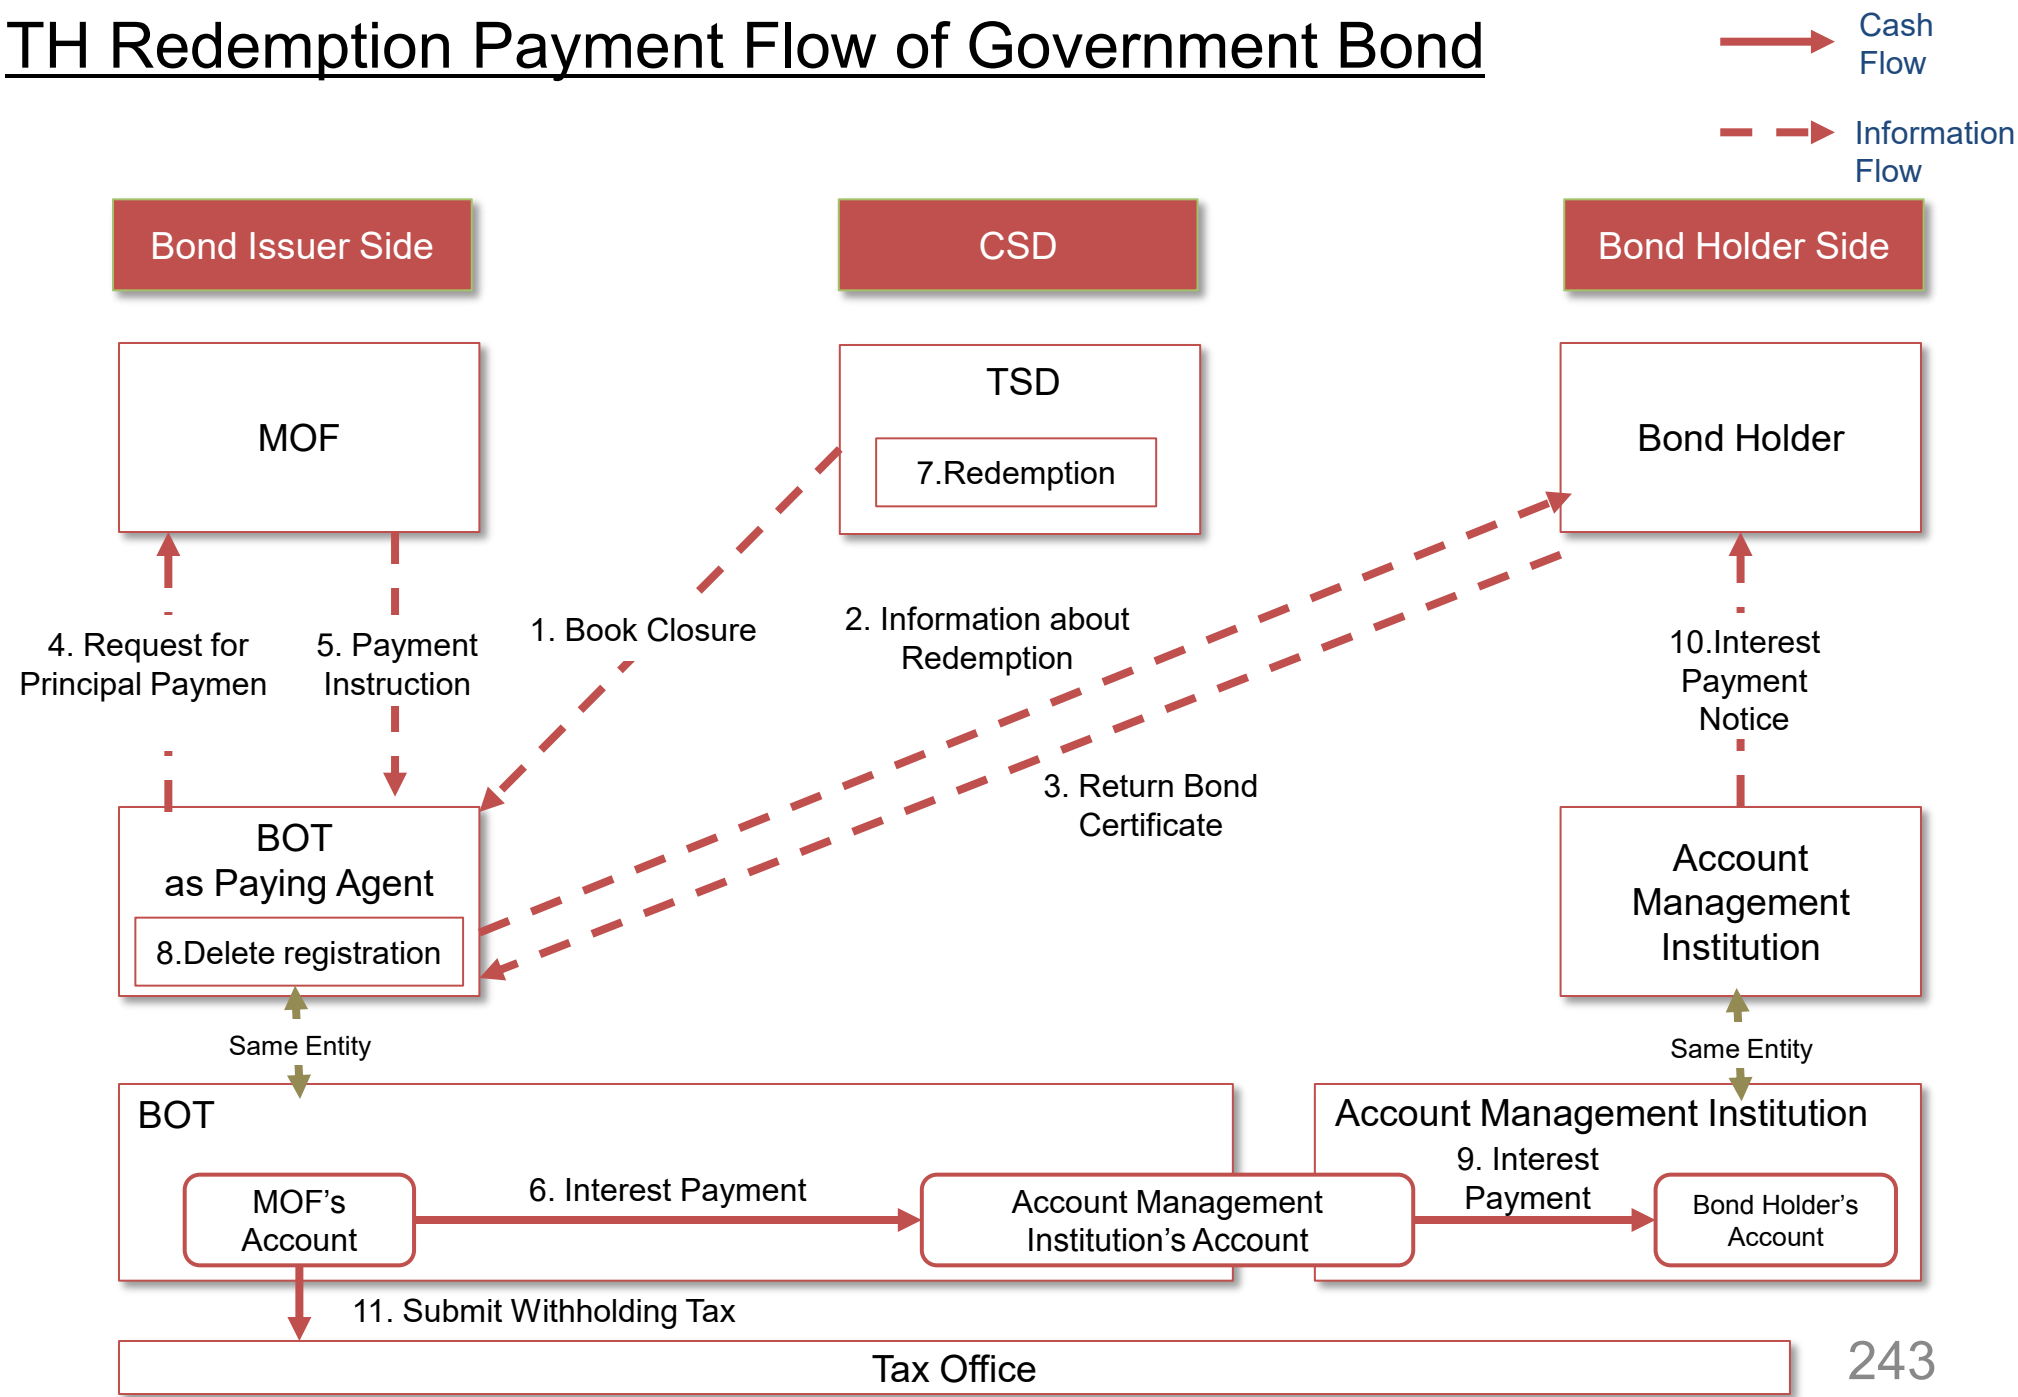 TH Redemption Payment Flow of Government Bond
Cash
Flow
Information
Flow
Bond Issuer Side
CSD
Bond Holder Side
MOF
TSD
7.Redemption
Bond Holder
4. Request for
Principal Paymen
5. Payment
Instruction
1. Book Closure
2. Information about
Redemption
10.Interest
Payment
Notice
3. Return Bond
Certificate
BOT
as Paying Agent
8.Delete registration
Account
Management
Institution
Same Entity
Same Entity
BOT
Account Management Institution
MOF's
Account
6. Interest Payment
Account Management
Institution's Account
9. Interest
Payment
Bond Holder's
Account
11. Submit Withholding Tax
Tax Office
243